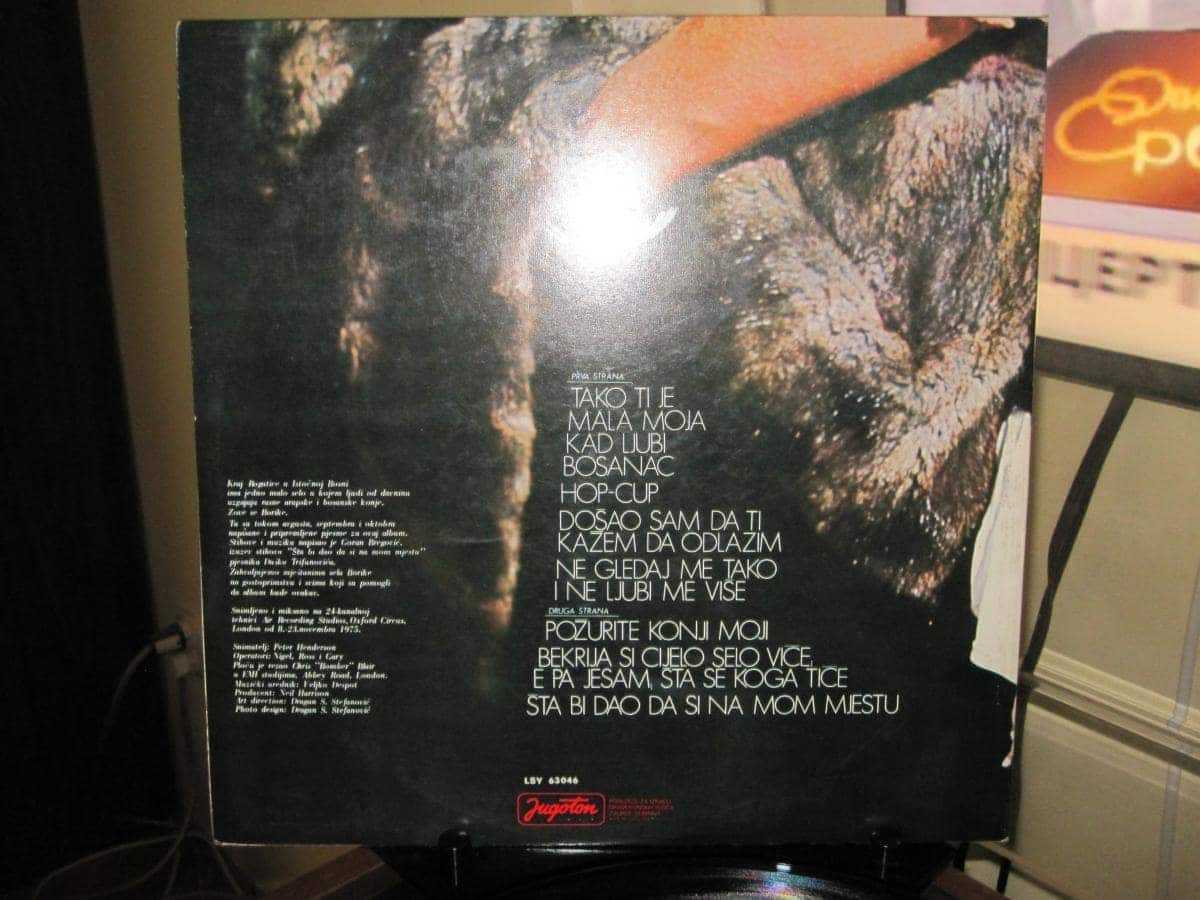 Kraj Rogatice u Istočnoj Bosni
ima jedno malo selo u kojem ljudi od davnina
uzgajaju rasne arapske i bosanske konje.
Zove se Borike.
Tu su tokom avgusta, septembra i oktobra
napisane i pripremljene pjesme za ovaj album.
Stihove i muziku napisao je Goran Bregović,
izuzev stihova "Šta bi dao da si na mom mjestu"
pjesnika Duška Trifunovića.
Zahvaljujemo mještanima sela Borike
na gostoprimstvu i svima koji su pomogli
da album bude ovakav.
Snimljeno i miksano na 24-kanalnoj
tehnici Air Recording Studios, Oxford Circus,
London od 8.-23.novembra 1975.
Snimatelj: Peter Henderson
Operatori: Nigel, Ross i Gary
Ploču je rezao Chris "Bomber" Blair
u EMI studijima, Abbey Road, London.
Muzički urednik: Veljko Despot
Producent: Neil Harrison
Art direction: Dragan S. Stefanović
Photo design: Dragan S. Stefanović
PRVA STRANA
TAKO TI JE
MALA MOJA
KAD LJUBI
BOSANAC
HOP-CUP
DOŠAO SAM DA TI
KAŽEM DA ODLAZIM
NE GLEDAJ ME TAKO
I NE LJUBI ME VIŠE
DRUGA STRANA
POŽURITE KONJI MOJI
BEKRIJA SI CIJELO SELO VIČE,
E PA JESAM, ŠTA SE KOGA TIČE
ŠTA BI DAO DA SI NA MOM MJESTU
LSY 63046
Jugoton
ЦЕРТ